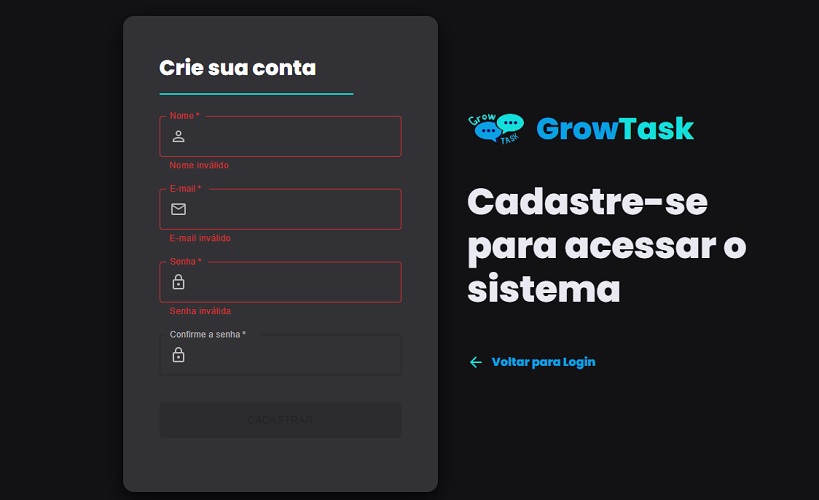 Crie sua conta
Nome *
Nome inválido
E-mail *
E-mail inválido
Senha *
Senha inválida
Confirme a senha *
CADASTRAR
Grow
TASK
GrowTask
Cadastre-se
para acessar o
sistema
Voltar para Login